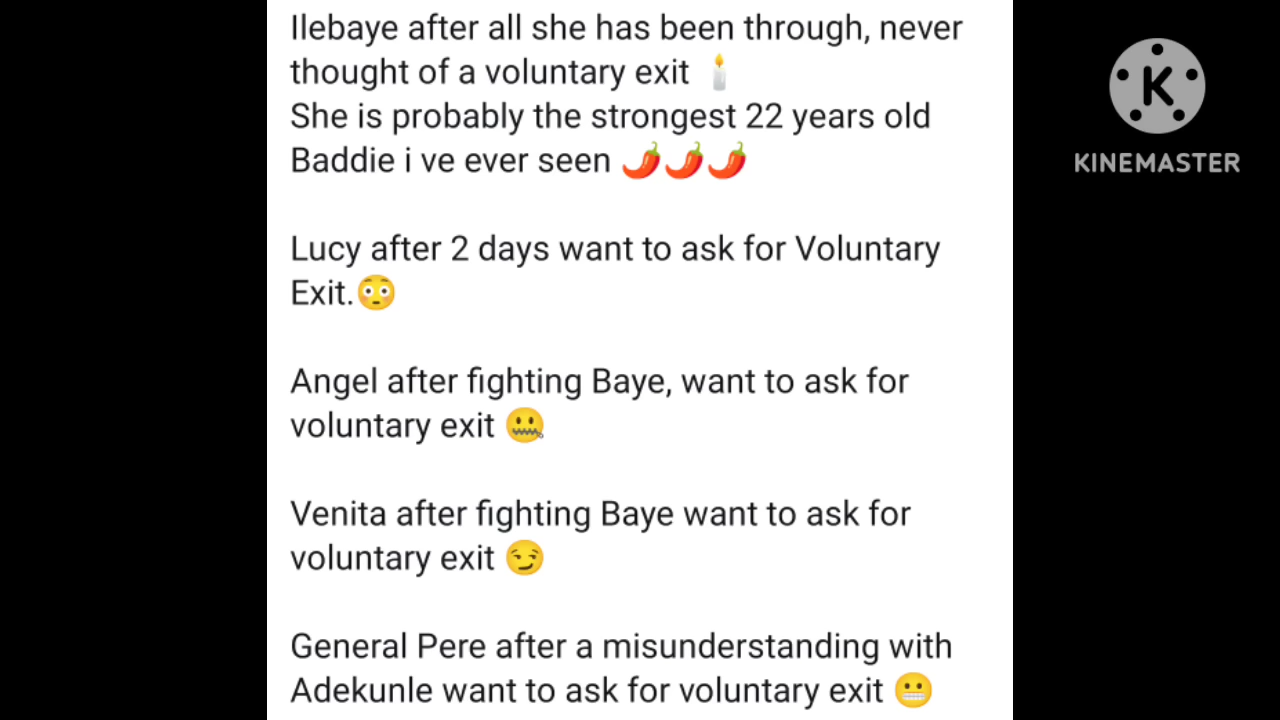 Ilebaye after all she has been through, never
thought of a voluntary exit 🕯️
She is probably the strongest 22 years old
Baddie i ve ever seen 🌶️🌶️🌶️
Lucy after 2 days want to ask for Voluntary
Exit.😳
Angel after fighting Baye, want to ask for
voluntary exit 🤐
Venita after fighting Baye want to ask for
voluntary exit 😏
General Pere after a misunderstanding with
Adekunle want to ask for voluntary exit 😬
K
KINEMASTER